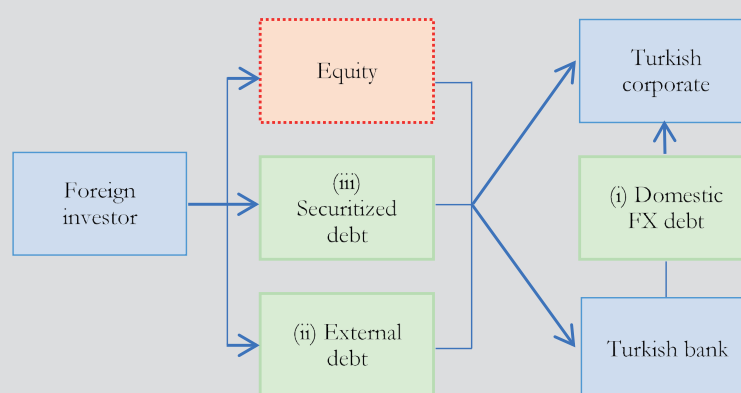 Equity
Turkish
corporate
Foreign
investor
(iii)
Securitized
debt
(i) Domestic
FX debt
(ii) External
debt
Turkish bank